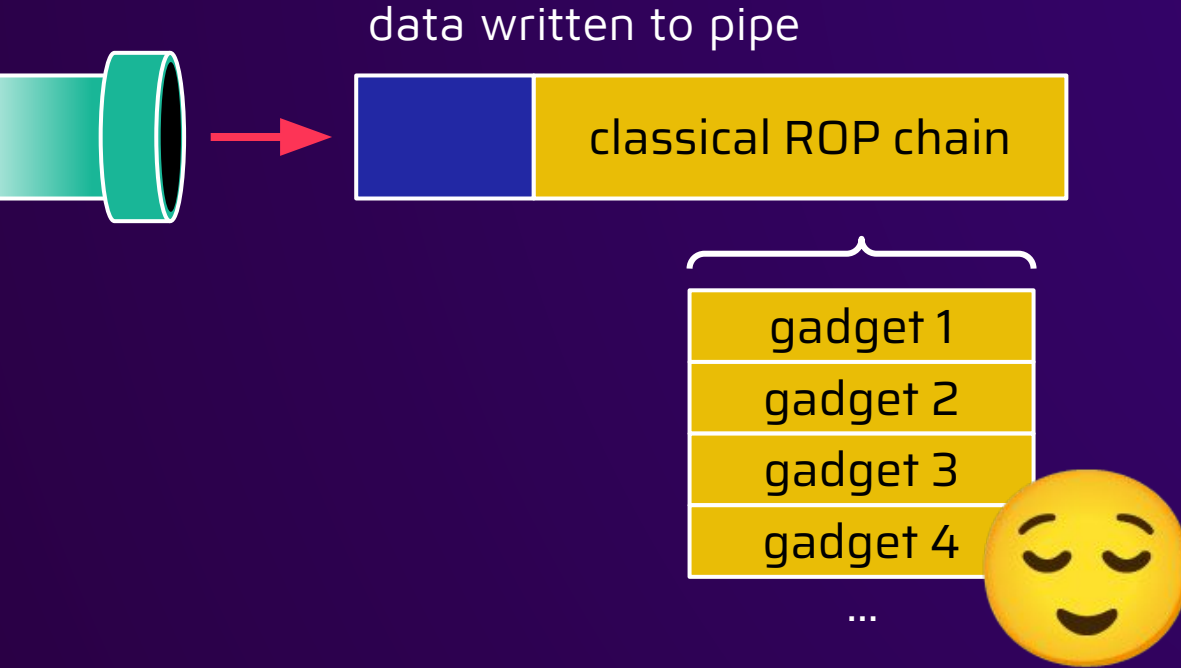 data written to pipe
classical ROP chain
gadget 1
gadget 2
gadget 3
gadget 4
...